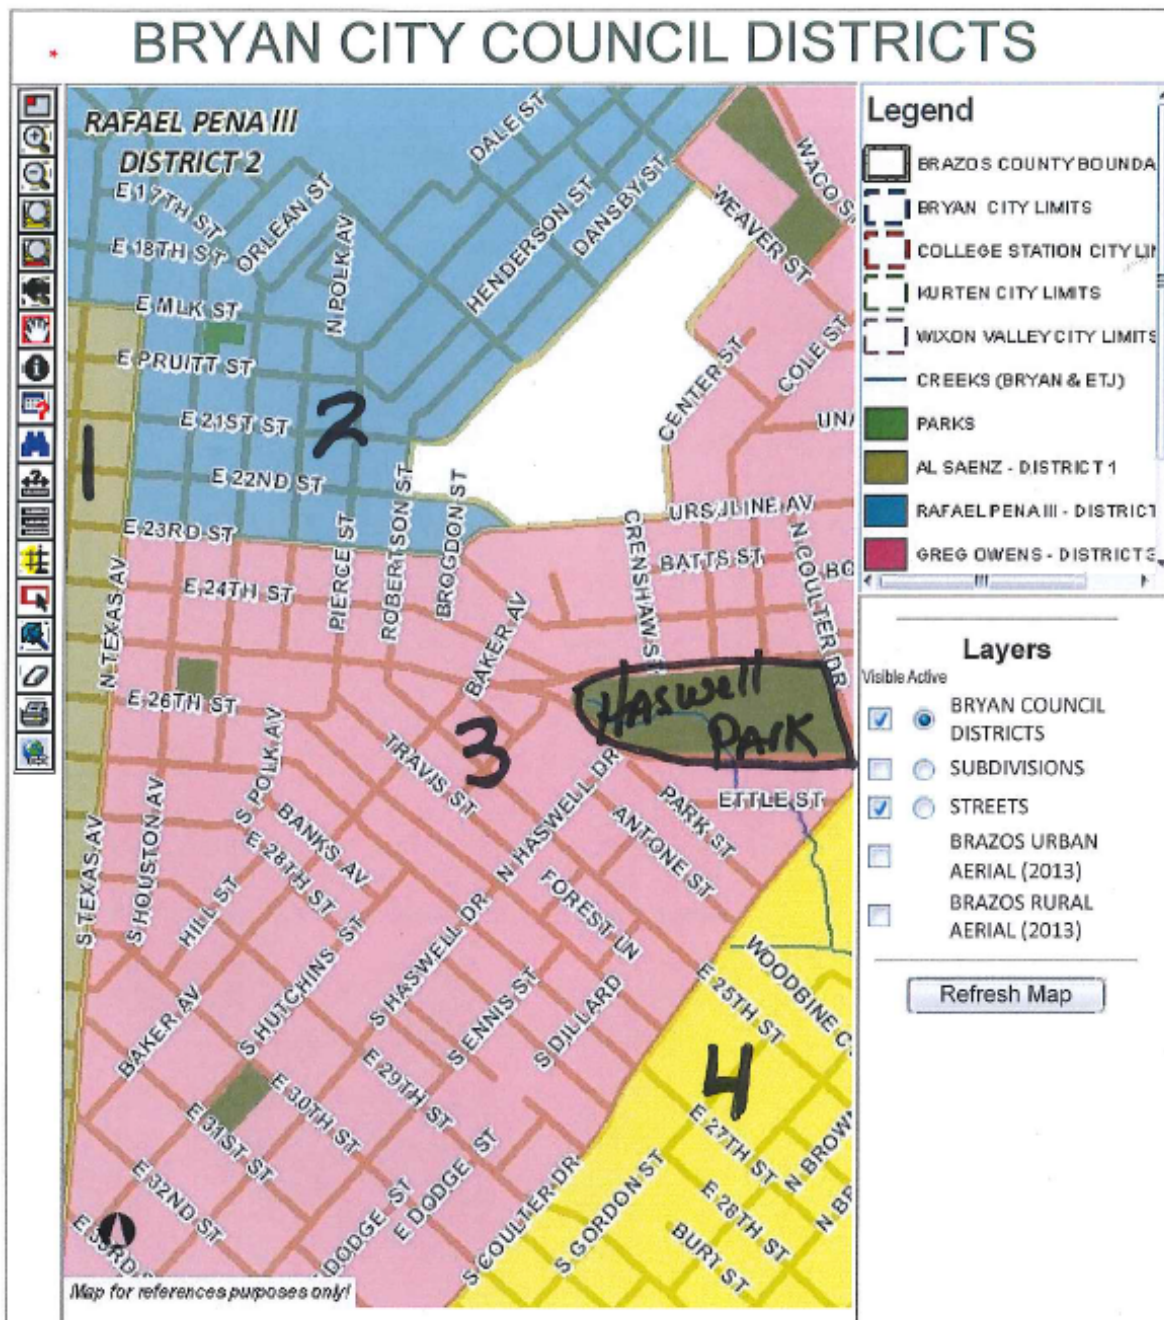 BRYAN CITY COUNCIL DISTRICTS
RAFAEL PENA III
DISTRICT 2
DALE ST
WACO S
E 17TH ST
ORLEAN ST
HENDERSON ST
DANSBY ST
WEAVER ST
E 18TH ST
N POLK AV
E MLK ST
E PRUITT ST
CENTER ST
COLE ST
E 21ST ST
2
UNA
1
E 22ND ST
ROBERTSON ST
BROGDON ST
URSULINE AV
E 23RD ST
PIERCE ST
CRENSHAW ST
BATTS ST
N COULTER DR
BO
N TEXAS AV
E 24TH ST
BAKER AV
E 26TH ST
Haswell
Park
3
S POLK AV
TRAVIS ST
N HASWELL DR
PARK ST
ETTLE ST
S TEXAS AV
S HOUSTON AV
BANKS AV
E 28TH ST
ANTONE ST
HILL ST
FOREST LN
S HUTCHINS ST
S HASWELL DR
S ENNIS ST
S DILLARD
E 25TH ST
WOODBINE C
BAKER AV
4
E 29TH ST
E 30TH ST
E 31ST ST
E 27TH ST
N BROWN
E 32ND ST
E DODGE ST
DODGE ST
S COULTER DR
S GORDON ST
E 28TH ST
N BR
BURT ST
E 33RD S
Map for references purposes only!
Legend
BRAZOS COUNTY BOUNDA
BRYAN CITY LIMITS
COLLEGE STATION CITY LIM
KURTEN CITY LIMITS
WIXON VALLEY CITY LIMITS
CREEKS (BRYAN & ETJ)
PARKS
AL SAENZ - DISTRICT 1
RAFAEL PENA III - DISTRICT
GREG OWENS - DISTRICT 3
Layers
Visible Active
BRYAN COUNCIL
DISTRICTS
SUBDIVISIONS
STREETS
BRAZOS URBAN
AERIAL (2013)
BRAZOS RURAL
AERIAL (2013)
Refresh Map